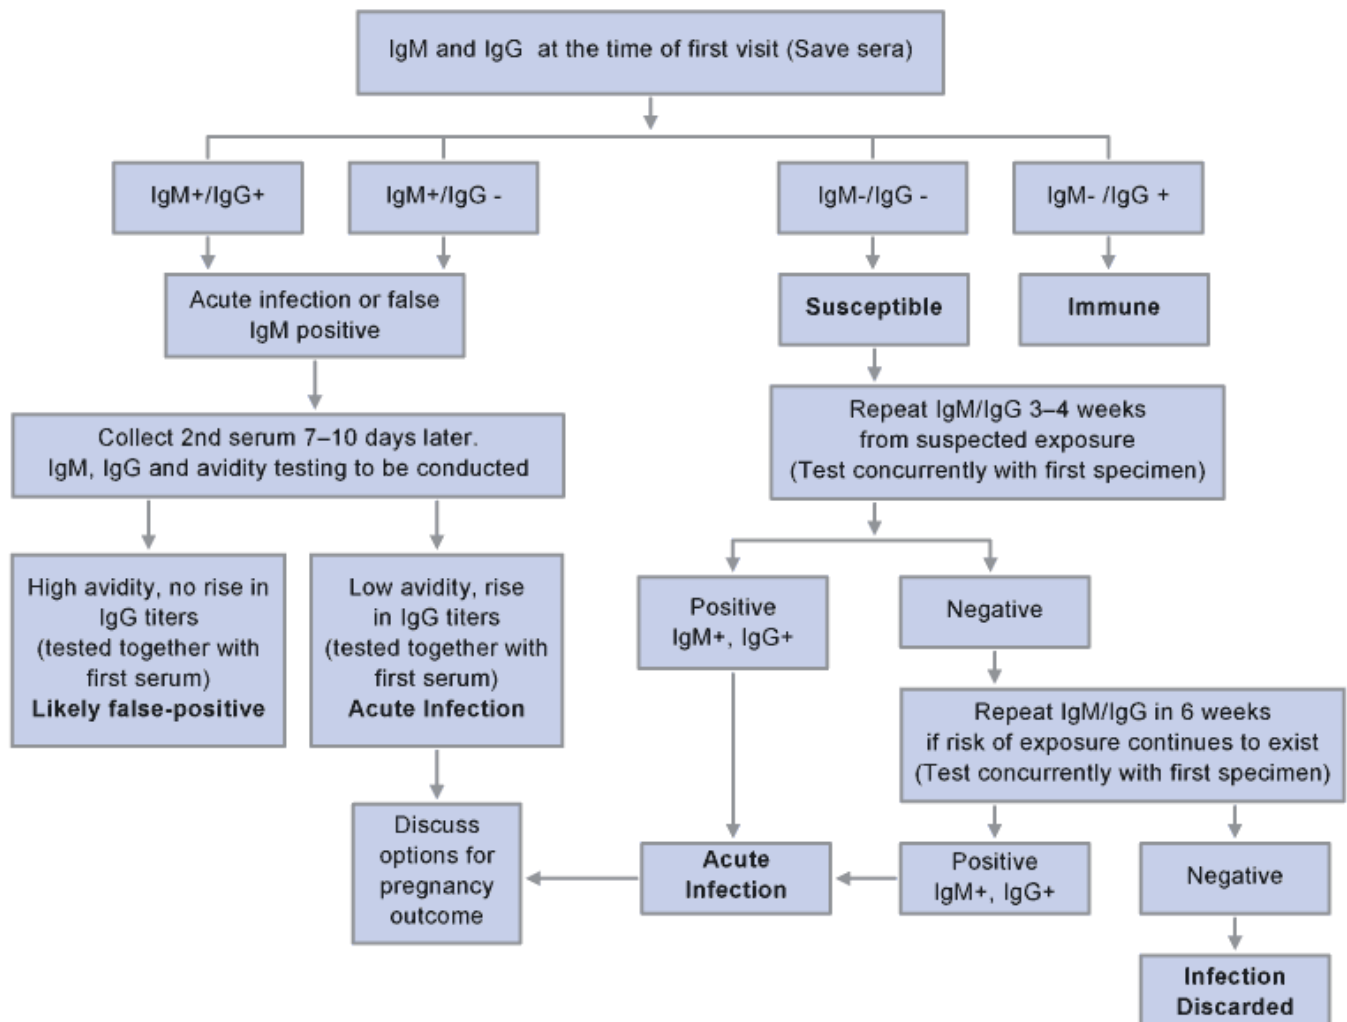 IgM and IgG at the time of first visit (Save sera)
IgM+/IgG+
IgM+/IgG -
IgM-/IgG -
IgM- /IgG +
Acute infection or false
IgM positive
Susceptible
Immune
Collect 2nd serum 7–10 days later.
IgM, IgG and avidity testing to be conducted
Repeat IgM/IgG 3–4 weeks
from suspected exposure
(Test concurrently with first specimen)
High avidity, no rise in
IgG titers
(tested together with
first serum)
Likely false-positive
Low avidity, rise
in IgG titers
(tested together with
first serum)
Acute Infection
Positive
IgM+, IgG+
Negative
Repeat IgM/IgG in 6 weeks
if risk of exposure continues to exist
(Test concurrently with first specimen)
Discuss
options for
pregnancy
outcome
Acute
Infection
Positive
IgM+, IgG+
Negative
Infection
Discarded